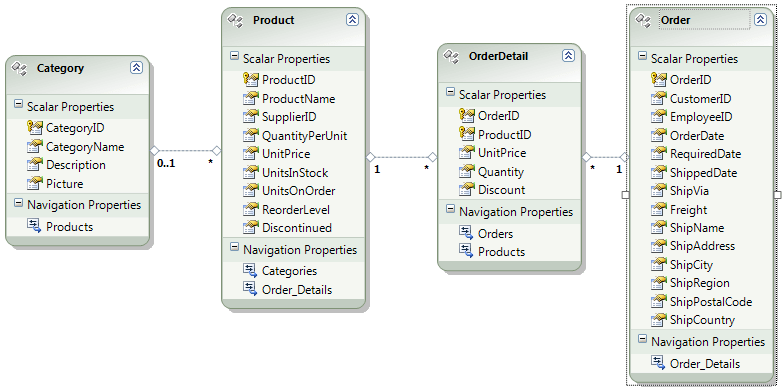 Category
Scalar Properties
CategoryID
CategoryName
Description
Picture
Navigation Properties
Products
0..1
*
Product
Scalar Properties
ProductID
ProductName
SupplierID
QuantityPerUnit
UnitPrice
UnitsInStock
UnitsOnOrder
ReorderLevel
Discontinued
Navigation Properties
Categories
Order_Details
1
*
OrderDetail
Scalar Properties
OrderID
ProductID
UnitPrice
Quantity
Discount
Navigation Properties
Orders
Products
*
1
Order
Scalar Properties
OrderID
CustomerID
EmployeeID
OrderDate
RequiredDate
ShippedDate
ShipVia
Freight
ShipName
ShipAddress
ShipCity
ShipRegion
ShipPostalCode
ShipCountry
Navigation Properties
Order_Details